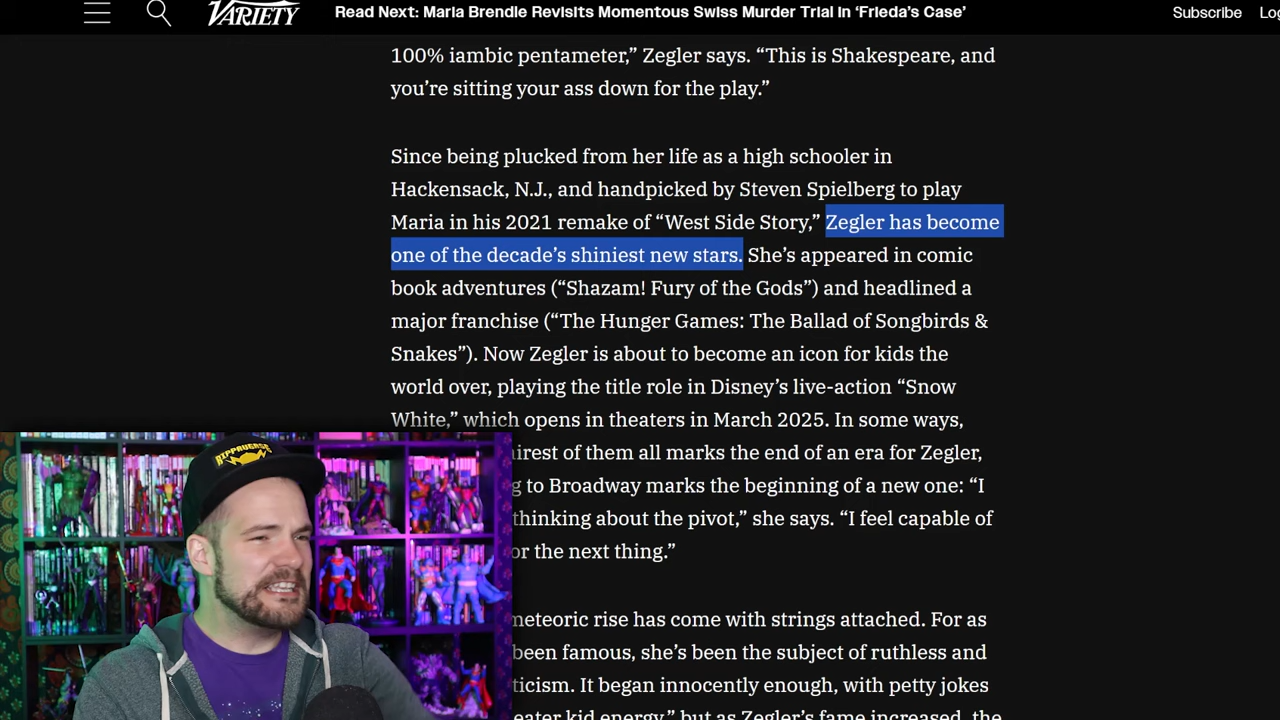 VARIETY
Read Next: Maria Brendle Revisits Momentous Swiss Murder Trial in ‘Frieda’s Case’
Subscribe
100% iambic pentameter,” Zegler says. “This is Shakespeare, and
you’re sitting your ass down for the play.”
Since being plucked from her life as a high schooler in
Hackensack, N.J., and handpicked by Steven Spielberg to play
Maria in his 2021 remake of “West Side Story,” Zegler has become
one of the decade’s shiniest new stars. She’s appeared in comic
book adventures (“Shazam! Fury of the Gods”) and headlined a
major franchise (“The Hunger Games: The Ballad of Songbirds &
Snakes”). Now Zegler is about to become an icon for kids the
world over, playing the title role in Disney’s live-action “Snow
White,” which opens in theaters in March 2025. In some ways,
of them all marks the end of an era for Zegler,
to Broadway marks the beginning of a new one: “I
thinking about the pivot,” she says. “I feel capable of
for the next thing.”
meteoric rise has come with strings attached. For as
been famous, she’s been the subject of ruthless and
It began innocently enough, with petty jokes
kid energy,” but as Zegler’s fame increased, the
RIPPAVERSE